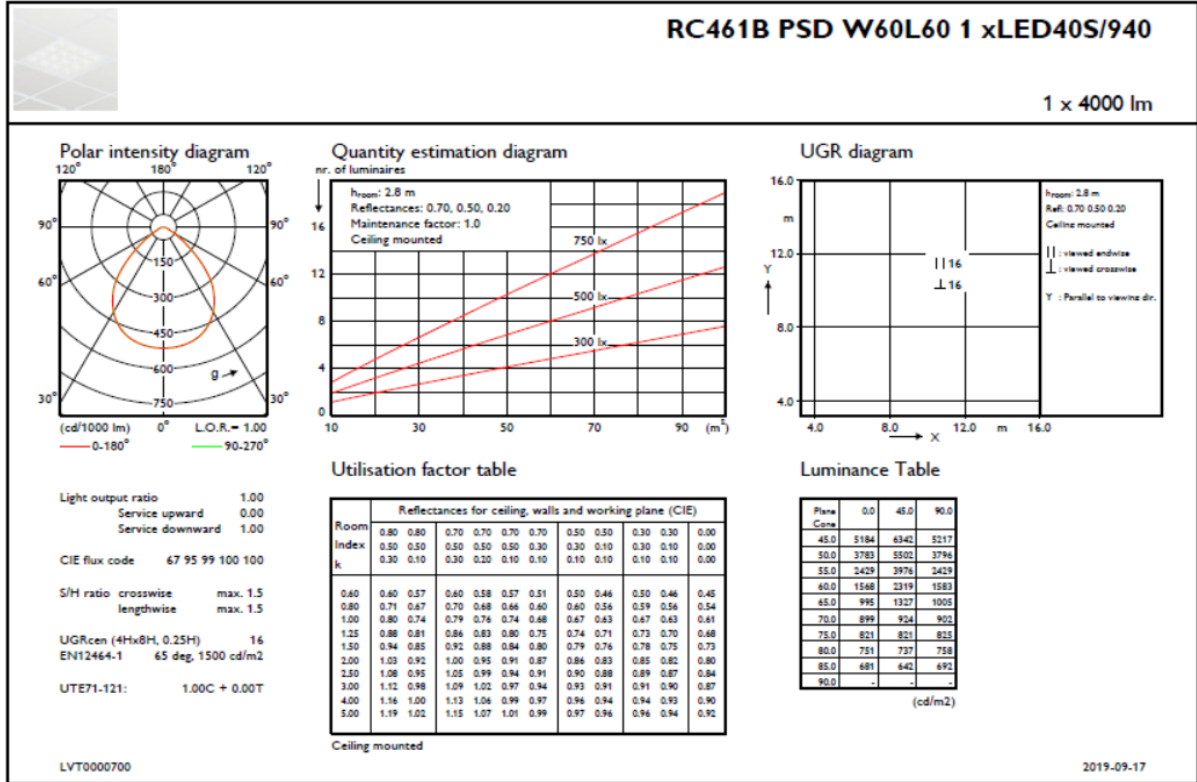 RC461B PSD W60L60 1 xLED40S/940
1 x 4000 lm
Polar intensity diagram
120° 180° 120°
90° 90°
60° 60°
30° 30°
150
300
450
600
750
g
(cd/1000 lm) 0° L.O.R.= 1.00
0-180° 90-270°
Quantity estimation diagram
nr. of luminaires
hroom: 2.8 m
Reflectances: 0.70, 0.50, 0.20
Maintenance factor: 1.0
Ceiling mounted
16
12
8
4
0
750 lx
500 lx
300 lx
10 30 50 70 90 (m²)
UGR diagram
16.0
m
12.0
Y
8.0
4.0
||16
⊥16
4.0 8.0 12.0 m 16.0
X
hroom: 2.8 m
Refl: 0.70 0.50 0.20
Ceiling mounted
|| : viewed endwise
⊥ : viewed crosswise
Y : Parallel to viewing dir.
Light output ratio 1.00
Service upward 0.00
Service downward 1.00
CIE flux code 67 95 99 100 100
S/H ratio crosswise max. 1.5
lengthwise max. 1.5
UGRcen (4Hx8H, 0.25H) 16
EN12464-1 65 deg, 1500 cd/m2
UTE71-121: 1.00C + 0.00T
Utilisation factor table
Room Index k
Reflectances for ceiling, walls and working plane (CIE)
0.80 0.80 0.70 0.70 0.70 0.70 0.50 0.50 0.30 0.30 0.00
0.50 0.50 0.50 0.50 0.50 0.30 0.30 0.10 0.30 0.10 0.00
0.30 0.10 0.30 0.20 0.10 0.10 0.10 0.10 0.10 0.10 0.00
0.60 0.60 0.57 0.60 0.58 0.57 0.51 0.50 0.46 0.50 0.46 0.45
0.80 0.71 0.67 0.70 0.68 0.66 0.60 0.60 0.56 0.59 0.56 0.54
1.00 0.80 0.74 0.79 0.76 0.74 0.68 0.67 0.63 0.67 0.63 0.61
1.25 0.88 0.81 0.86 0.83 0.80 0.75 0.74 0.71 0.73 0.70 0.68
1.50 0.94 0.85 0.92 0.88 0.84 0.80 0.79 0.76 0.78 0.75 0.73
2.00 1.03 0.92 1.00 0.95 0.91 0.87 0.86 0.83 0.85 0.82 0.80
2.50 1.08 0.95 1.05 0.99 0.94 0.91 0.90 0.88 0.89 0.87 0.84
3.00 1.12 0.98 1.09 1.02 0.97 0.94 0.93 0.91 0.91 0.90 0.87
4.00 1.16 1.00 1.13 1.06 0.99 0.97 0.96 0.94 0.94 0.93 0.90
5.00 1.19 1.02 1.15 1.07 1.01 0.99 0.97 0.96 0.96 0.94 0.92
Ceiling mounted
Luminance Table
Plane 0.0 45.0 90.0
Cone
45.0 5184 6342 5217
50.0 3783 5502 3796
55.0 2429 3976 2429
60.0 1568 2319 1583
65.0 995 1327 1005
70.0 899 924 902
75.0 821 821 825
80.0 751 737 758
85.0 681 642 692
90.0 - - -
(cd/m2)
LVT0000700
2019-09-17